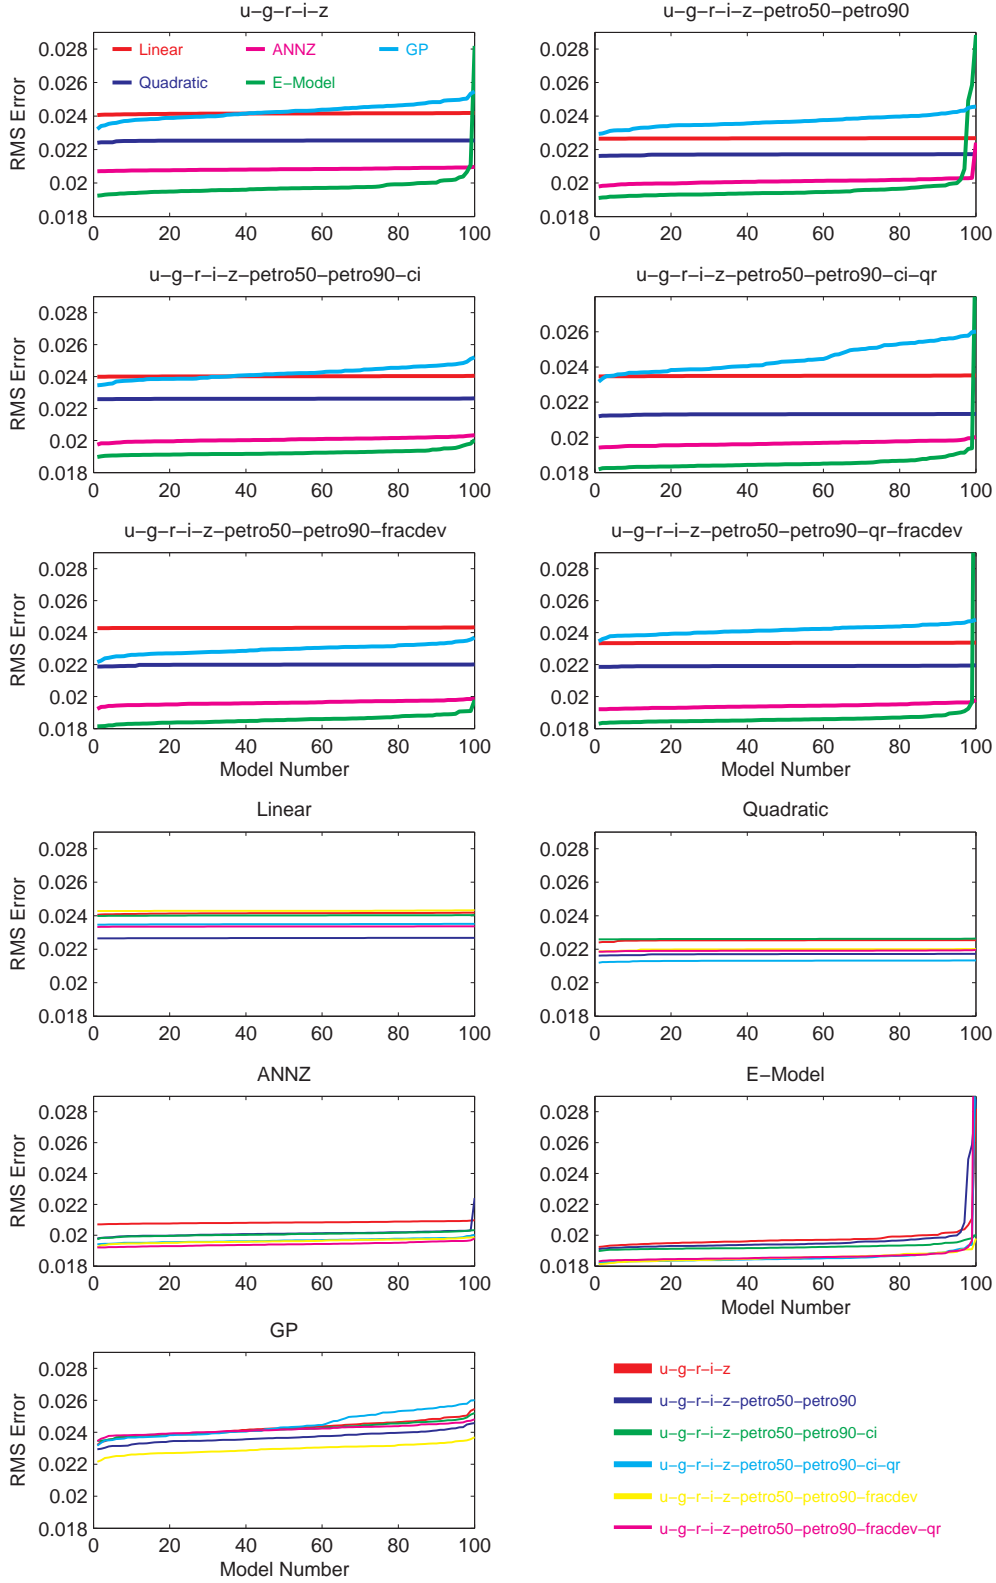 u-g-r-i-z
RMS Error
0.028
0.026
0.024
0.022
0.02
0.018
Linear
ANNZ
GP
Quadratic
E-Model
0 20 40 60 80 100
u-g-r-i-z-petro50-petro90
0.028
0.026
0.024
0.022
0.02
0.018
0 20 40 60 80 100
u-g-r-i-z-petro50-petro90-ci
RMS Error
0.028
0.026
0.024
0.022
0.02
0.018
0 20 40 60 80 100
u-g-r-i-z-petro50-petro90-ci-qr
0.028
0.026
0.024
0.022
0.02
0.018
0 20 40 60 80 100
u-g-r-i-z-petro50-petro90-fracdev
RMS Error
0.028
0.026
0.024
0.022
0.02
0.018
0 20 40 60 80 100
Model Number
u-g-r-i-z-petro50-petro90-qr-fracdev
0.028
0.026
0.024
0.022
0.02
0.018
0 20 40 60 80 100
Model Number
Linear
RMS Error
0.028
0.026
0.024
0.022
0.02
0.018
0 20 40 60 80 100
Quadratic
0.028
0.026
0.024
0.022
0.02
0.018
0 20 40 60 80 100
ANNZ
RMS Error
0.028
0.026
0.024
0.022
0.02
0.018
0 20 40 60 80 100
E-Model
0.028
0.026
0.024
0.022
0.02
0.018
0 20 40 60 80 100
Model Number
GP
RMS Error
0.028
0.026
0.024
0.022
0.02
0.018
0 20 40 60 80 100
Model Number
u-g-r-i-z
u-g-r-i-z-petro50-petro90
u-g-r-i-z-petro50-petro90-ci
u-g-r-i-z-petro50-petro90-ci-qr
u-g-r-i-z-petro50-petro90-fracdev
u-g-r-i-z-petro50-petro90-fracdev-qr